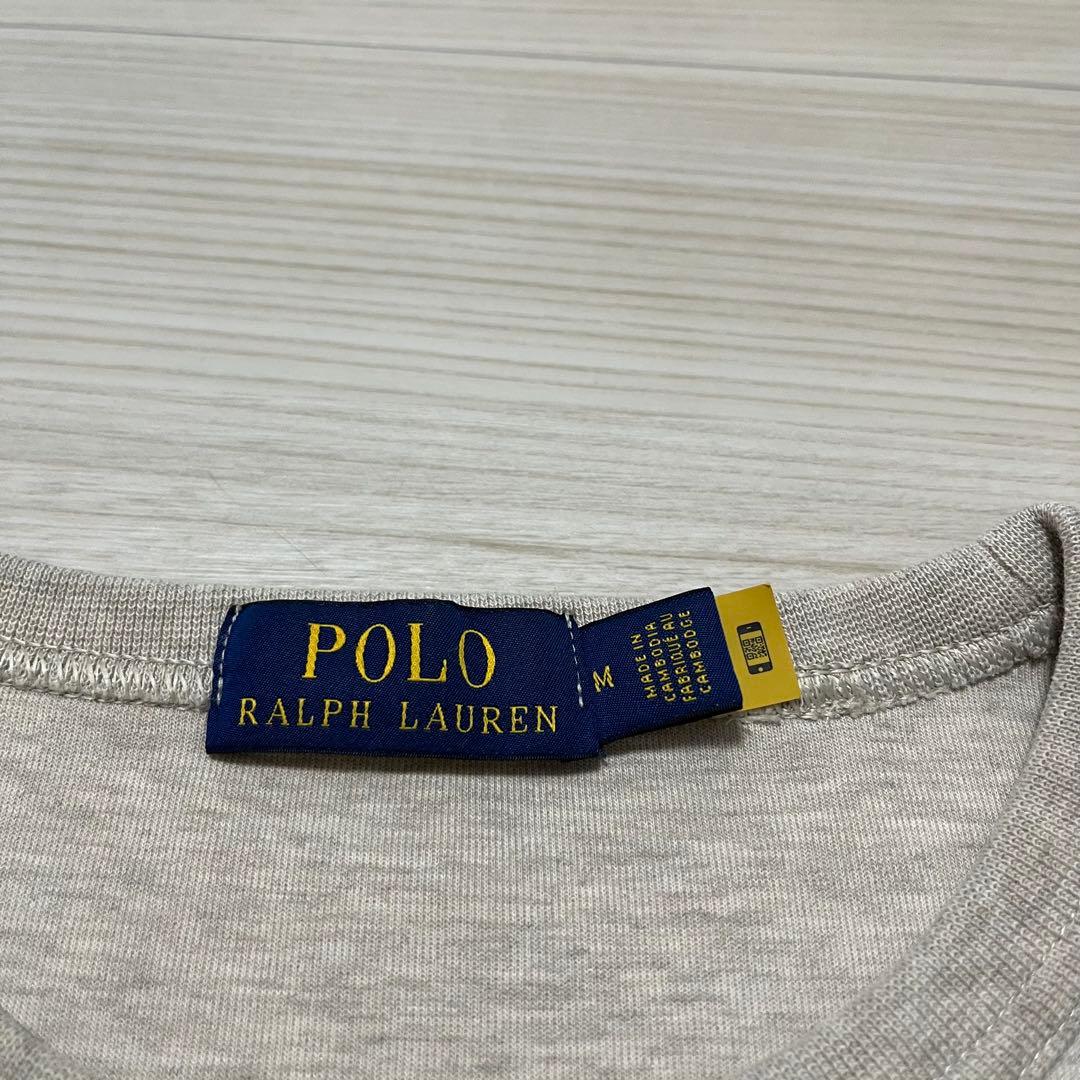 POLO
RALPH LAUREN
M
MADE IN
CAMBODIA
FABRIQUÉ AU
CAMBODGE